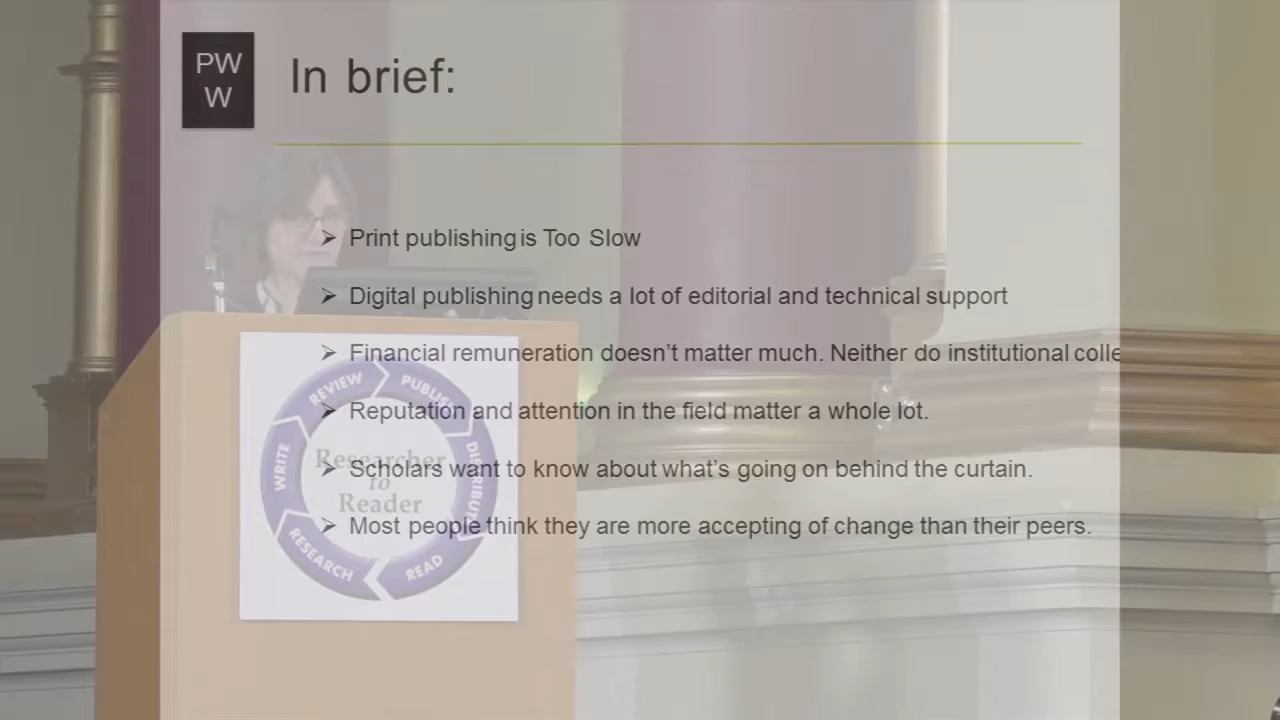 PW
W
In brief:
Print publishing is Too Slow
Digital publishing needs a lot of editorial and technical support
Financial remuneration doesn't matter much. Neither do institutional colle
Reputation and attention in the field matter a whole lot.
Scholars want to know about what's going on behind the curtain.
Most people think they are more accepting of change than their peers.
REVIEW
PUBLIS
DISTRIBUT
READ
RESEARCH
WRITE
Researcher
to
Reader